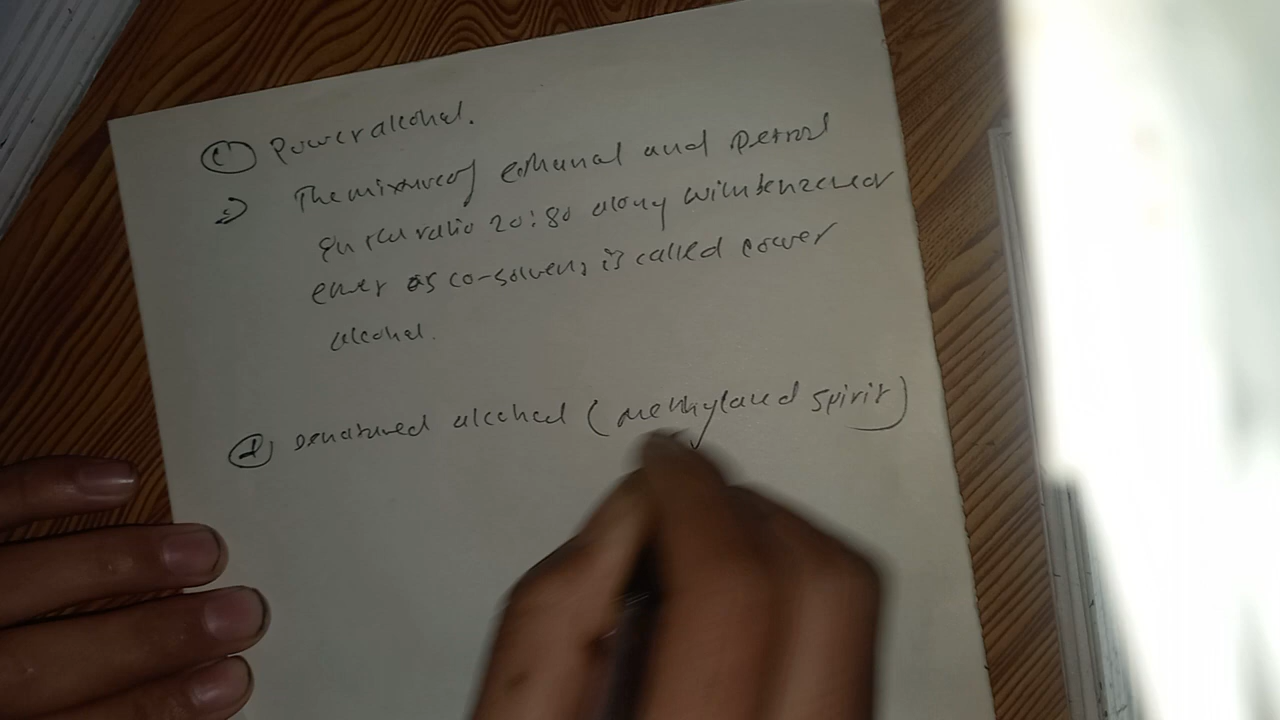 ① Power alcohol.
⇒ The mixture of ethanal and petrol
in the ratio 20:80 along with benzene or
ether as co-solvent is called power
alcohol.
② Denatured alcohol (methylated spirit)